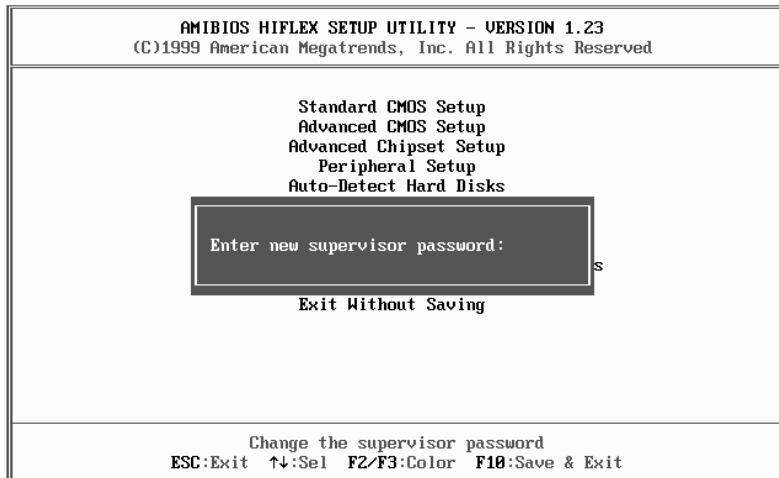 AMIBIOS HIFLEX SETUP UTILITY - VERSION 1.23
(C)1999 American Megatrends, Inc. All Rights Reserved
Standard CMOS Setup
Advanced CMOS Setup
Advanced Chipset Setup
Peripheral Setup
Auto-Detect Hard Disks
Enter new supervisor password:
s
Exit Without Saving
Change the supervisor password
ESC:Exit ↑↓:Sel F2/F3:Color F10:Save & Exit